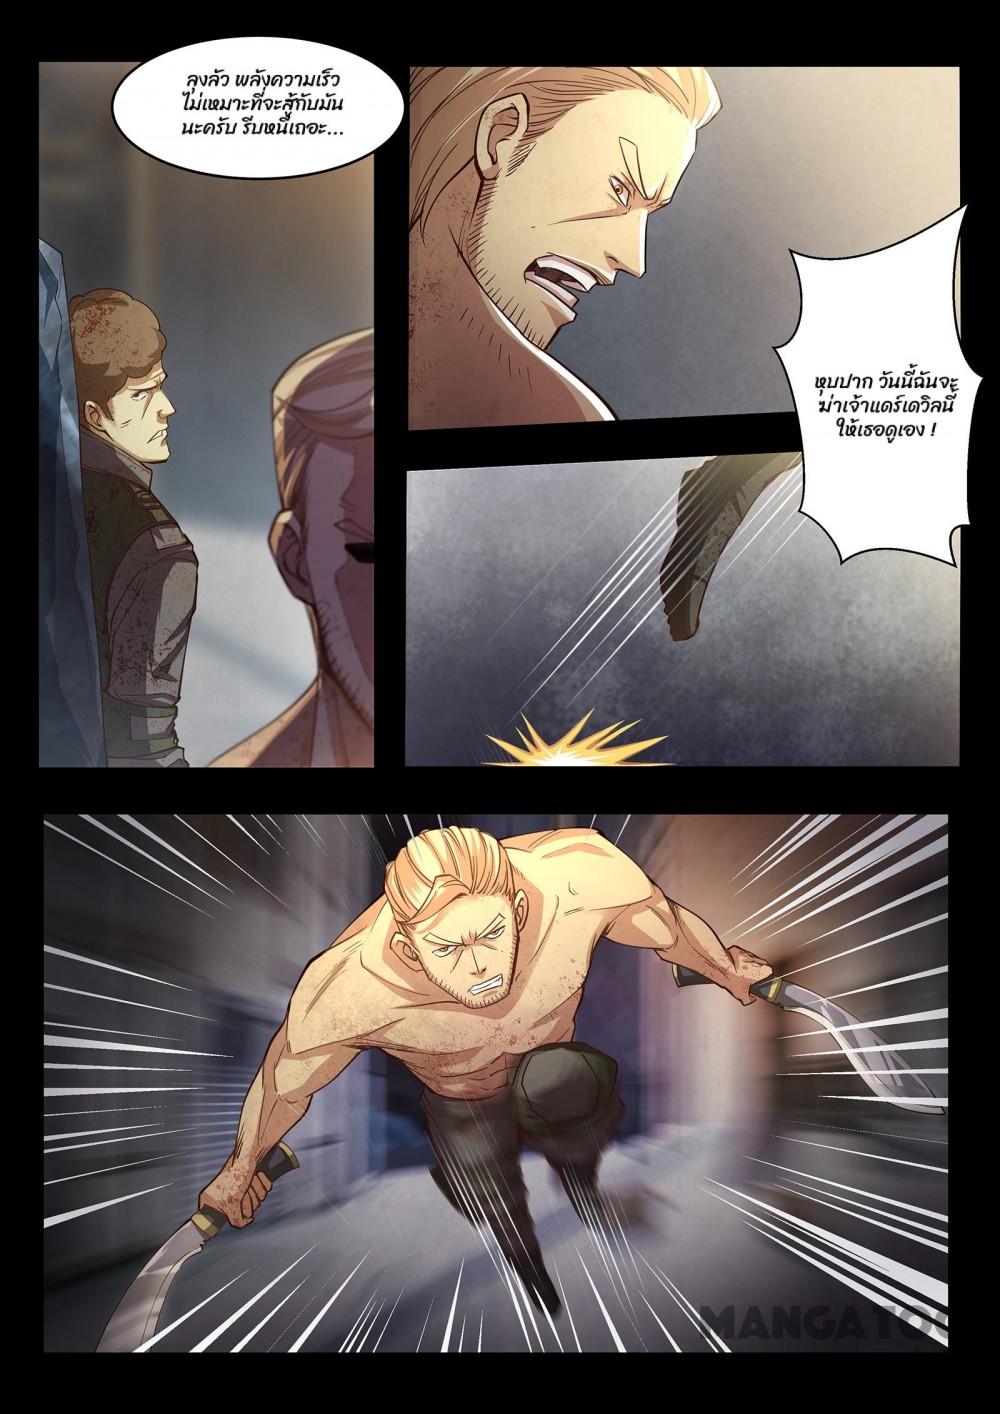 ลุงลัว พลังความเร็ว
ไม่เหมาะที่จะสู้กับมัน
นะครับ รีบหนีเถอะ...
หุบปาก วันนี้ฉันจะ
ฆ่าเจ้าแดร์เดวิลนี้
ให้เธอดูเอง !
MANGA TOO